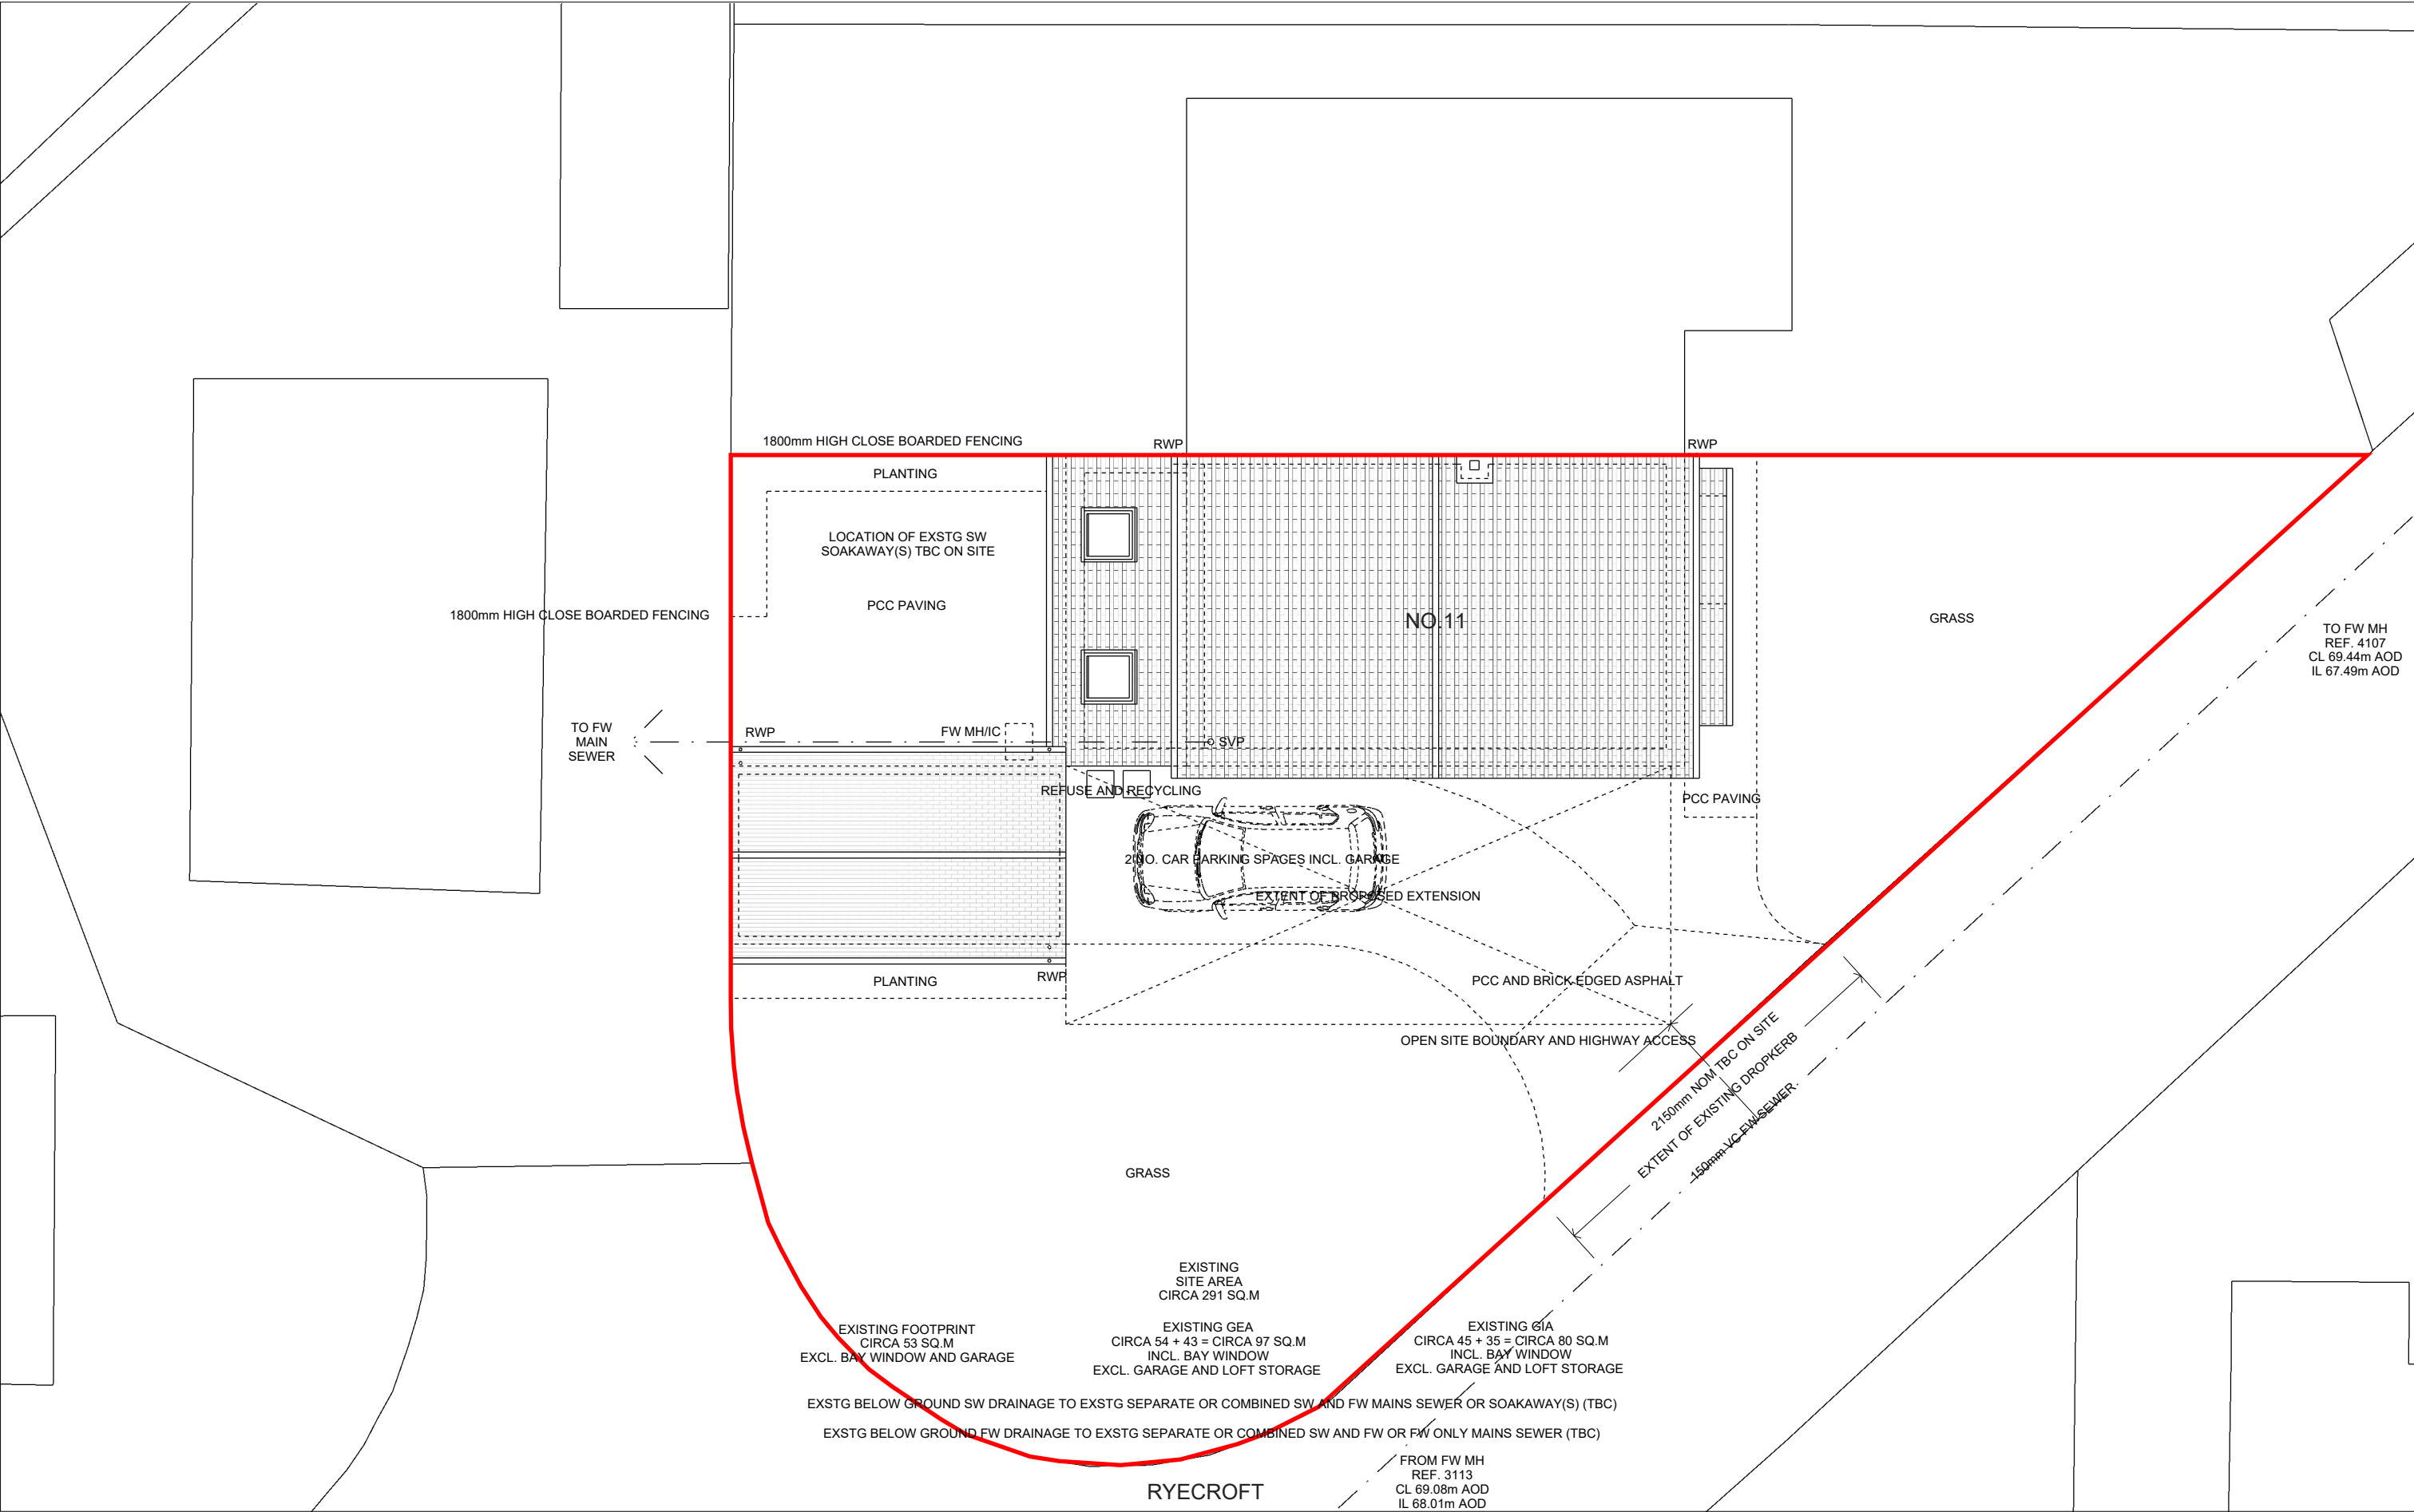 1800mm HIGH CLOSE BOARDED FENCING
RWP
RWP
PLANTING
LOCATION OF EXSTG SW
SOAKAWAY(S) TBC ON SITE
PCC PAVING
1800mm HIGH CLOSE BOARDED FENCING
NO.11
GRASS
TO FW MH
REF. 4107
CL 69.44m AOD
IL 67.49m AOD
TO FW
MAIN
SEWER
RWP
FW MH/IC
SVP
REFUSE AND RECYCLING
PCC PAVING
2 NO. CAR PARKING SPACES INCL. GARAGE
EXTENT OF PROPOSED EXTENSION
PLANTING
RWP
PCC AND BRICK EDGED ASPHALT
OPEN SITE BOUNDARY AND HIGHWAY ACCESS
2150mm NOM TBC ON SITE
EXTENT OF EXISTING DROPKERB
150mm VC FW SEWER
GRASS
EXISTING
SITE AREA
CIRCA 291 SQ.M
EXISTING FOOTPRINT
CIRCA 53 SQ.M
EXCL. BAY WINDOW AND GARAGE
EXISTING GEA
CIRCA 54 + 43 = CIRCA 97 SQ.M
INCL. BAY WINDOW
EXCL. GARAGE AND LOFT STORAGE
EXISTING GIA
CIRCA 45 + 35 = CIRCA 80 SQ.M
INCL. BAY WINDOW
EXCL. GARAGE AND LOFT STORAGE
EXSTG BELOW GROUND SW DRAINAGE TO EXSTG SEPARATE OR COMBINED SW AND FW MAINS SEWER OR SOAKAWAY(S) (TBC)
EXSTG BELOW GROUND FW DRAINAGE TO EXSTG SEPARATE OR COMBINED SW AND FW OR FW ONLY MAINS SEWER (TBC)
FROM FW MH
REF. 3113
CL 69.08m AOD
IL 68.01m AOD
RYECROFT